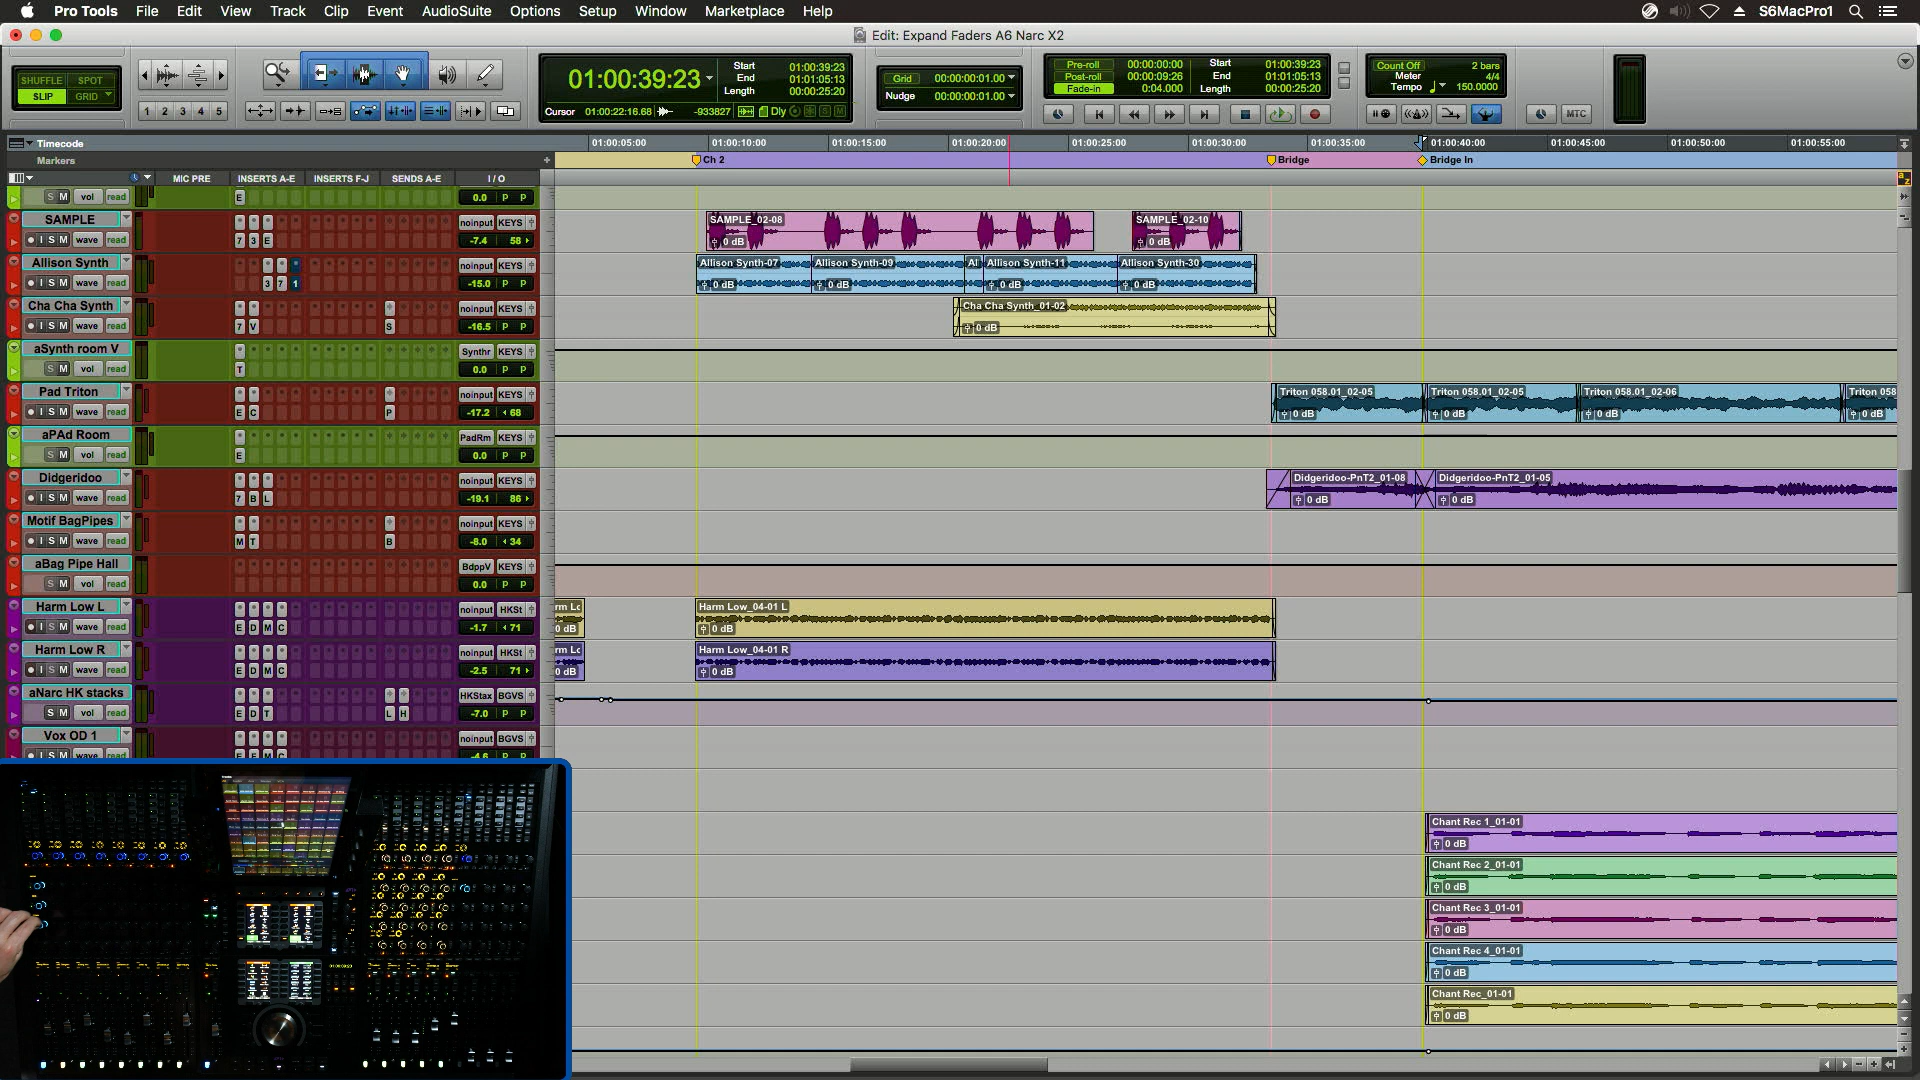 Pro Tools File Edit View Track Clip Event AudioSuite Options Setup Window Marketplace Help S6MacPro1
Edit: Expand Faders A6 Narc X2
SHUFFLE SPOT
SLIP GRID
1 2 3 4 5
01:00:39:23
Start 01:00:39:23
End 01:01:05:13
Length 00:00:25:20
Cursor 01:00:22:16.68 -933827 Dly
Grid 00:00:00:01.00
Nudge 00:00:00:01.00
Pre-roll 00:00:00:00 Start 01:00:39:23
Post-roll 00:00:09:26 End 01:01:05:13
Fade-in 0:04.000 Length 00:00:25:20
Count Off 2 bars
Meter 4/4
Tempo 150.0000
MTC
Timecode 01:00:05:00 01:00:10:00 01:00:15:00 01:00:20:00 01:00:25:00 01:00:30:00 01:00:35:00 01:00:40:00 01:00:45:00 01:00:50:00 01:00:55:00
Markers Ch 2 Bridge Bridge In
MIC PRE INSERTS A-E INSERTS F-J SENDS A-E I / O
S M vol read E 0.0 P P
SAMPLE noinput KEYS SAMPLE_02-08 SAMPLE_02-10
I S M wave read 7 3 E -7.4 58 0 dB 0 dB
Allison Synth noinput KEYS Allison Synth-07 Allison Synth-09 Al Allison Synth-11 Allison Synth-30
I S M wave read 3 7 1 -15.0 P P 0 dB 0 dB 0 dB 0 dB
Cha Cha Synth noinput KEYS Cha Cha Synth_01-02
I S M wave read 7 V S -16.5 P P 0 dB
aSynth room V Synthr KEYS
S M vol read T 0.0 P P
Pad Triton noinput KEYS Triton 058.01_02-05 Triton 058.01_02-05 Triton 058.01_02-06 Triton 058
I S M wave read E C P -17.2 68 0 dB 0 dB 0 dB 0 dB
aPAd Room PadRm KEYS
S M vol read E 0.0 P P
Didgeridoo noinput KEYS Didgeridoo-PnT2_01-08 Didgeridoo-PnT2_01-05
I S M wave read 7 B L -19.1 86 0 dB 0 dB
Motif BagPipes noinput KEYS
I S M wave read M T B -8.0 34
aBag Pipe Hall BdppV KEYS
S M vol read 0.0 P P
Harm Low L noinput HKSt rm Lc Harm Low_04-01 L
I S M wave read E D M C -1.7 71 0 dB 0 dB
Harm Low R noinput HKSt rm Lc Harm Low_04-01 R
I S M wave read E D M C -2.5 71 0 dB 0 dB
aNarc HK stacks HKStax BGVS
S M vol read E D T L H -7.0 P P
Vox OD 1 noinput BGVS
I S M wave read E E M C -4.6 P P
Chant Rec 1_01-01
0 dB
Chant Rec 2_01-01
0 dB
Chant Rec 3_01-01
0 dB
Chant Rec 4_01-01
0 dB
Chant Rec_01-01
0 dB